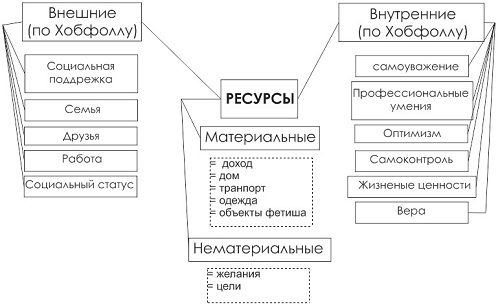 Внешние
(по Хобфоллу)
Социальная
поддрежка
Семья
Друзья
Работа
Социальный статус
РЕСУРСЫ
Материальные
= доход
= дом
= транпорт
= одежда
= объекты фетиша
Нематериальные
= желания
= цели
Внутренние
(по Хобфоллу)
самоуважение
Профессиональные
умения
Оптимизм
Самоконтроль
Жизненые ценности
Вера